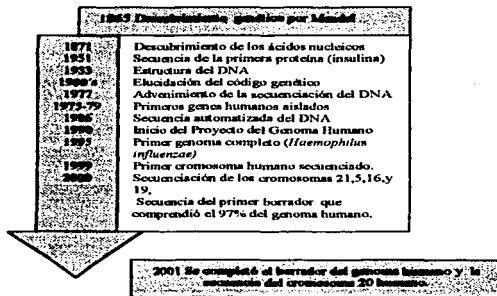 1865 Descubrimiento genético por Mendel
1871 Descubrimiento de los ácidos nucleicos
1951 Secuencia de la primera proteína (insulina)
1953 Estructura del DNA
1960's Elucidación del código genético
1977 Advenimiento de la secuenciación del DNA
1975-79 Primeros genes humanos aislados
1986 Secuencia automatizada del DNA
1990 Inicio del Proyecto del Genoma Humano
1995 Primer genoma completo (Haemophilus
influenzae)
1999 Primer cromosoma humano secuenciado.
2000 Secuenciación de los cromosomas 21,5,16,y
19,
Secuencia del primer borrador que
comprendió el 97% del genoma humano.
2001 Se completó el borrador del genoma humano y la
secuencia del cromosoma 20 humano.